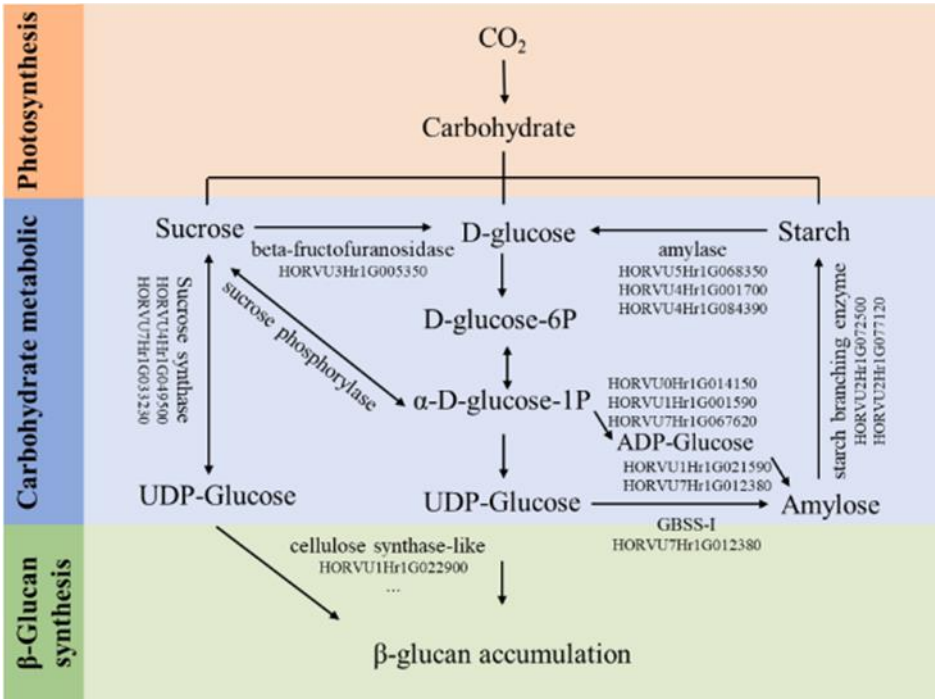 Photosynthesis
CO₂
Carbohydrate
Carbohydrate metabolic
Sucrose
D-glucose
Starch
beta-fructofuranosidase
HORVU3Hr1G005350
amylase
HORVU5Hr1G068350
HORVU4Hr1G001700
HORVU4Hr1G084390
Sucrose synthase
HORVU4Hr1G049500
HORVU7Hr1G033230
sucrose phosphorylase
D-glucose-6P
α-D-glucose-1P
HORVU0Hr1G014150
HORVU1Hr1G001590
HORVU7Hr1G067620
ADP-Glucose
HORVU1Hr1G021590
HORVU7Hr1G012380
starch branching enzyme
HORVU2Hr1G072500
HORVU2Hr1G077120
UDP-Glucose
UDP-Glucose
Amylose
GBSS-I
HORVU7Hr1G012380
β-Glucan
synthesis
cellulose synthase-like
HORVU1Hr1G022900
...
β-glucan accumulation